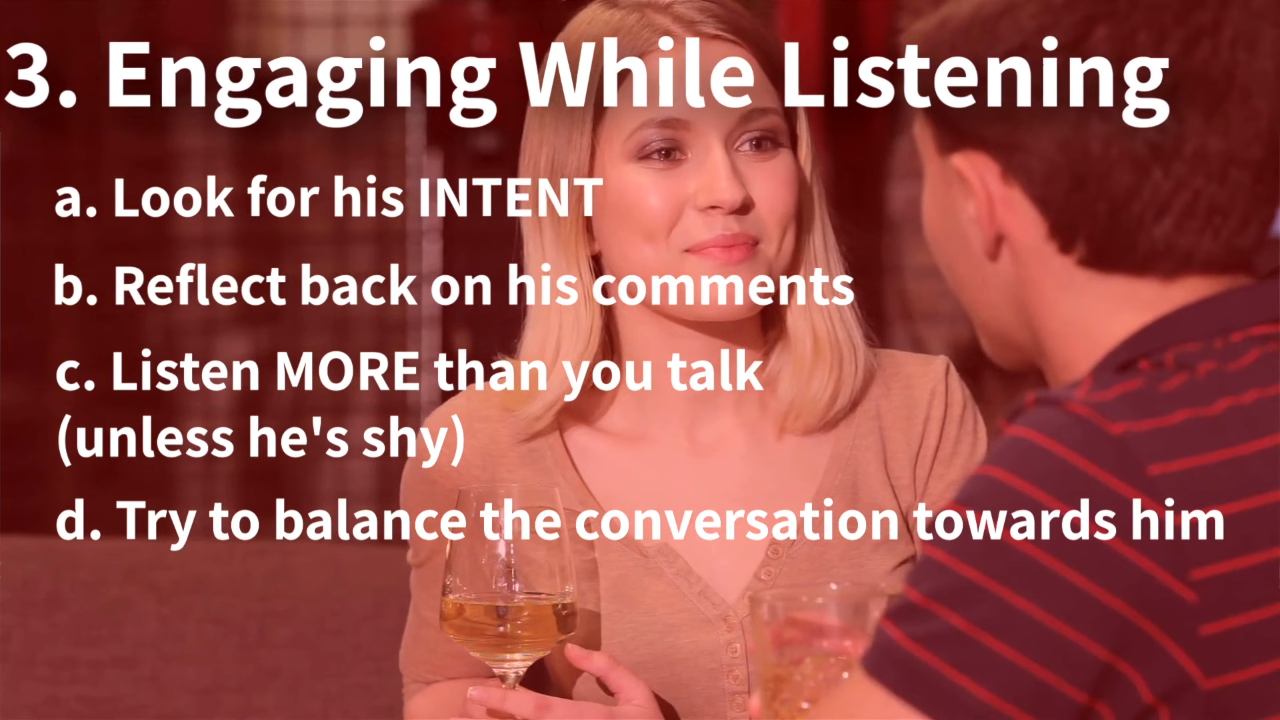 3. Engaging While Listening
a. Look for his INTENT
b. Reflect back on his comments
c. Listen MORE than you talk
(unless he's shy)
d. Try to balance the conversation towards him